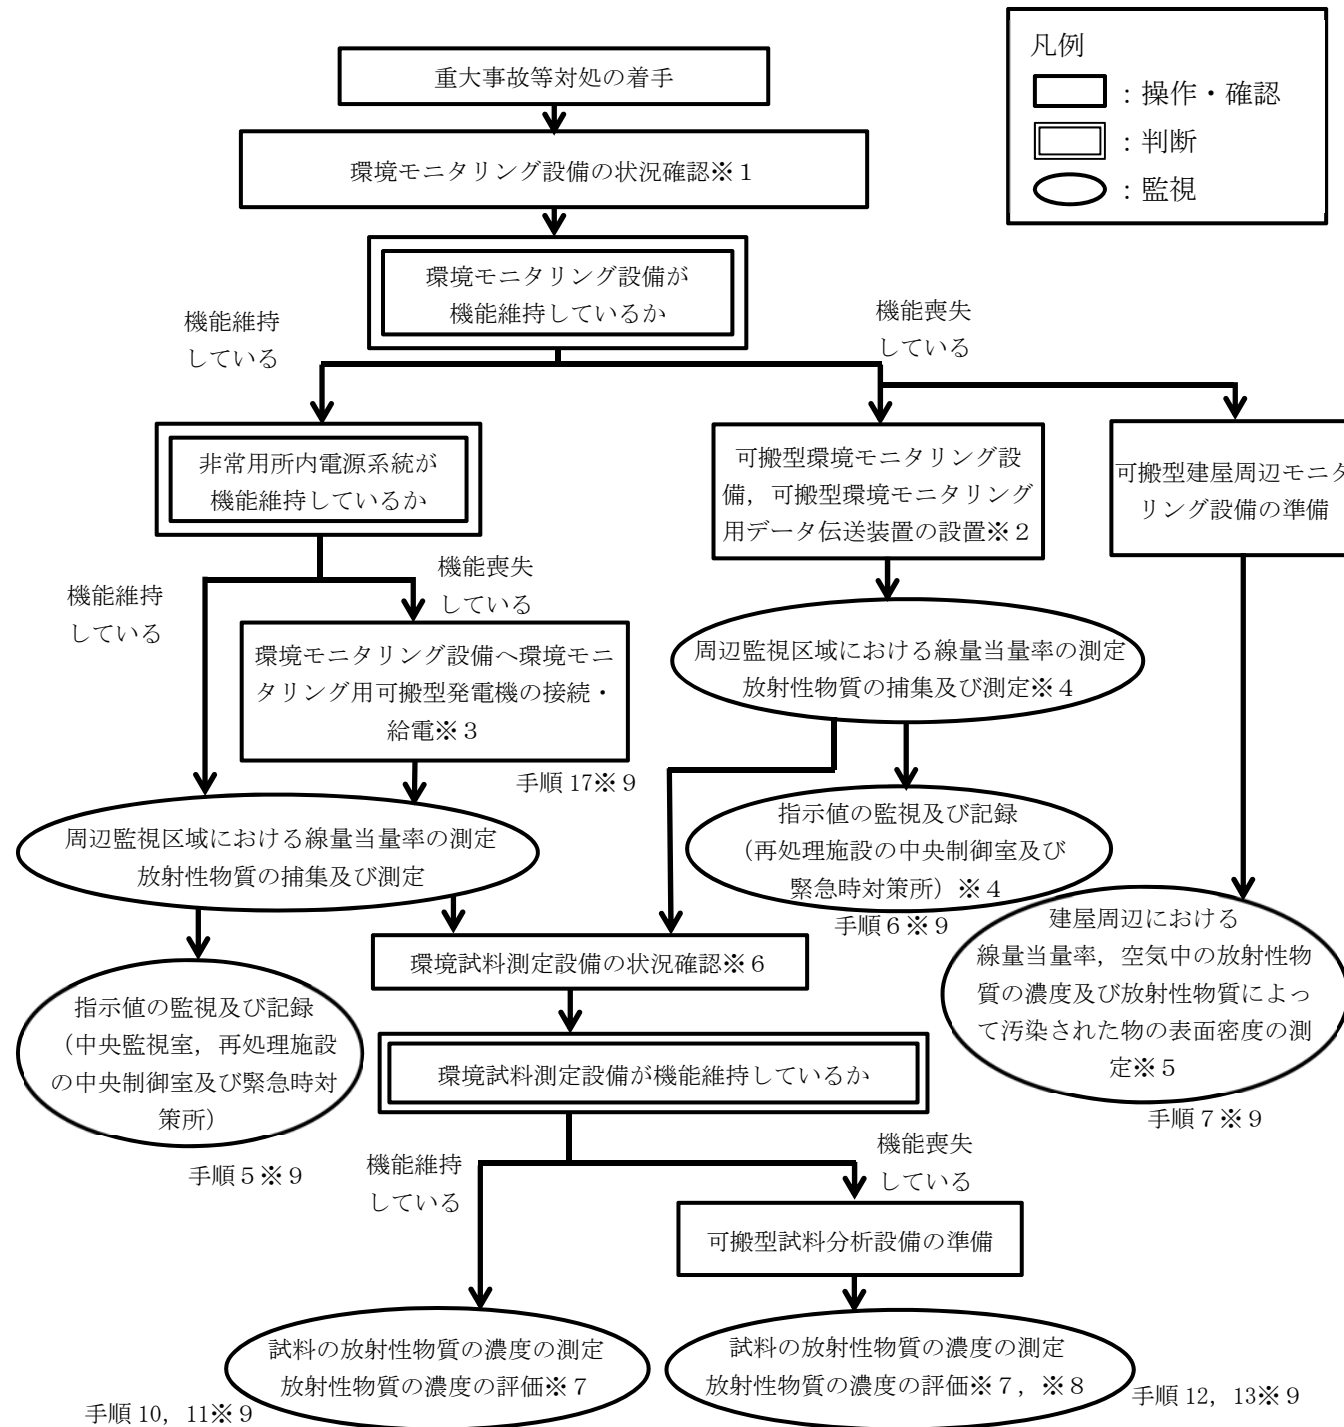 凡例
：操作・確認
：判断
：監視
重大事故等対処の着手
環境モニタリング設備の状況確認※１
環境モニタリング設備が
機能維持しているか
機能維持
している
機能喪失
している
非常用所内電源系統が
機能維持しているか
可搬型環境モニタリング設
備，可搬型環境モニタリング
用データ伝送装置の設置※２
可搬型建屋周辺モニタ
リング設備の準備
機能維持
している
機能喪失
している
環境モニタリング設備へ環境モニ
タリング用可搬型発電機の接続・
給電※３
手順 17※９
周辺監視区域における線量当量率の測定
放射性物質の捕集及び測定※４
周辺監視区域における線量当量率の測定
放射性物質の捕集及び測定
指示値の監視及び記録
（再処理施設の中央制御室及び
緊急時対策所）※４
手順６※９
建屋周辺における
線量当量率，空気中の放射性物
質の濃度及び放射性物質によっ
て汚染された物の表面密度の測
定※５
手順７※９
環境試料測定設備の状況確認※６
指示値の監視及び記録
（中央監視室，再処理施設
の中央制御室及び緊急時対
策所）
手順５※９
環境試料測定設備が機能維持しているか
機能維持
している
機能喪失
している
可搬型試料分析設備の準備
試料の放射性物質の濃度の測定
放射性物質の濃度の評価※７
手順 10，11※９
試料の放射性物質の濃度の測定
放射性物質の濃度の評価※７，※８
手順 12，13※９